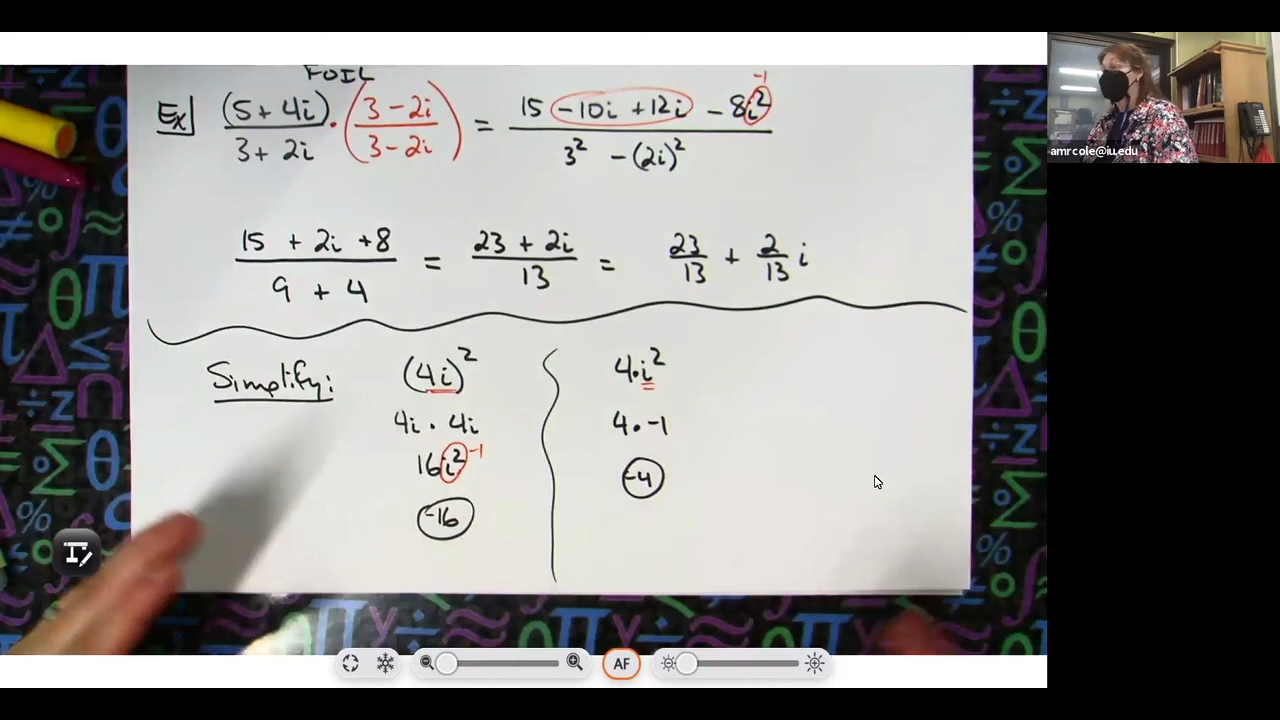 FOIL
Ex| (5 + 4i)/(3 + 2i) · ((3 - 2i)/(3 - 2i)) = (15 -10i +12i - 8i² -1)/(3² - (2i)²)
(15 + 2i +8)/(9 + 4) = (23 + 2i)/13 = 23/13 + 2/13 i
Simplify: (4i)² 4·i²
4i · 4i 4·-1
16i² -1 -4
-16
amrcole@iu.edu
AF